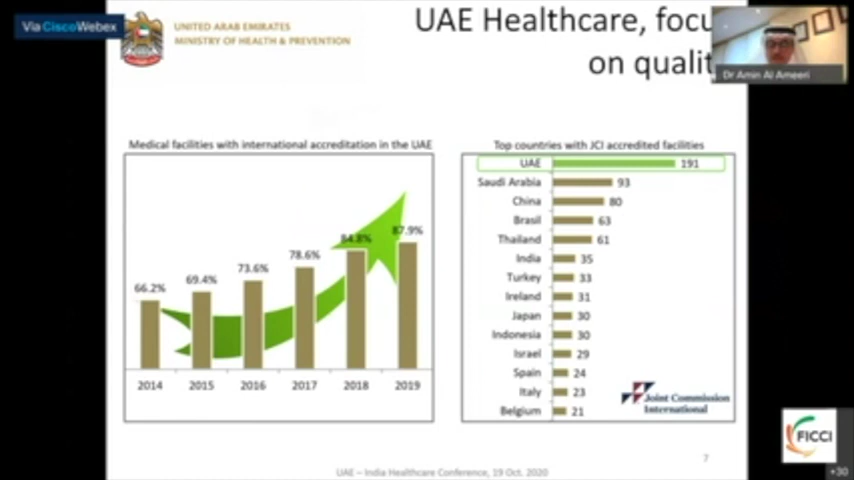 Via Cisco Webex
UNITED ARAB EMIRATES
MINISTRY OF HEALTH & PREVENTION
UAE Healthcare, focu
on qualit
Dr Amin Al Ameeri
Medical facilities with international accreditation in the UAE
66.2%
69.4%
73.6%
78.6%
84.8%
87.9%
2014 2015 2016 2017 2018 2019
Top countries with JCI accredited facilities
UAE 191
Saudi Arabia 93
China 80
Brasil 63
Thailand 61
India 35
Turkey 33
Ireland 31
Japan 30
Indonesia 30
Israel 29
Spain 24
Italy 23
Belgium 21
Joint Commission
International
FICCI
7
UAE – India Healthcare Conference, 19 Oct. 2020
+30